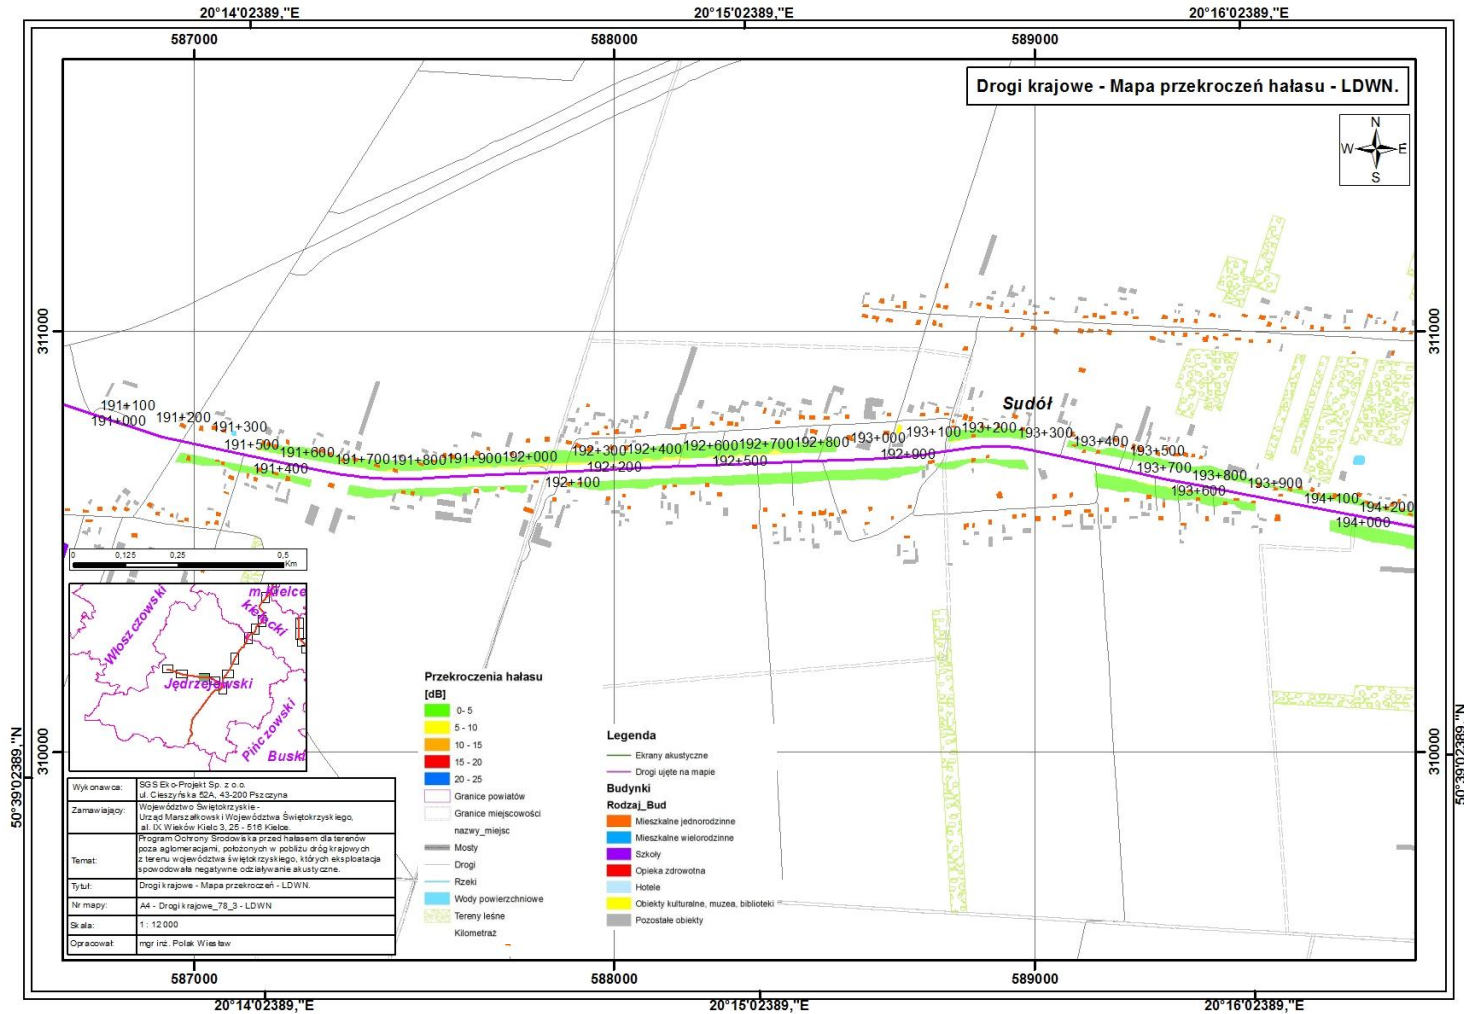 20°14'02389,"E 20°15'02389,"E 20°16'02389,"E
587000 588000 589000
Drogi krajowe - Mapa przekroczeń hałasu - LDWN.
N
W E
S
311000 311000
Sudół
191+100
191+000
191+200
191+300
191+500
191+400
191+600
191+700
191+800
191+900
192+000
192+100
192+300
192+200
192+400
192+600
192+500
192+700
192+800
193+000
192+900
193+100
193+200
193+300
193+400
193+500
193+700
193+600
193+800
193+900
194+100
194+000
194+200
0 0,125 0,25 0,5
Km
m. Kielce
kielecki
Włoszczowski
Jędrzejowski
Pińczowski
Buski
310000 310000
50°39'02389,"N 50°39'02389,"N
Przekroczenia hałasu
[dB]
0- 5
5 - 10
10 - 15
15 - 20
20 - 25
Granice powiatów
Granice miejscowości
nazwy_miejsc
Mosty
Drogi
Rzeki
Wody powierzchniowe
Tereny leśne
Kilometraż
Legenda
Ekrany akustyczne
Drogi ujęte na mapie
Budynki
Rodzaj_Bud
Mieszkalne jednorodzinne
Mieszkalne wielorodzinne
Szkoły
Opieka zdrowotna
Hotele
Obiekty kulturalne, muzea, biblioteki
Pozostałe obiekty
Wykonawca: SGS Eko-Projekt Sp. z o.o.
ul. Cieszyńska 52A, 43-200 Pszczyna
Zamawiający: Województwo Świętokrzyskie -
Urząd Marszałkowski Województwa Świętokrzyskiego,
al. IX Wieków Kielc 3, 25 - 516 Kielce.
Temat: Program Ochrony Środowiska przed hałasem dla terenów
poza aglomeracjami, położonych w pobliżu dróg krajowych
z terenu województwa świętokrzyskiego, których eksploatacja
spowodowała negatywne oddziaływanie akustyczne.
Tytuł: Drogi krajowe - Mapa przekroczeń - LDWN.
Nr mapy: A4 - Drogi krajowe_78_3 - LDWN
Skala: 1 : 12 000
Opracował: mgr inż. Polak Wiesław
587000 588000 589000
20°14'02389,"E 20°15'02389,"E 20°16'02389,"E